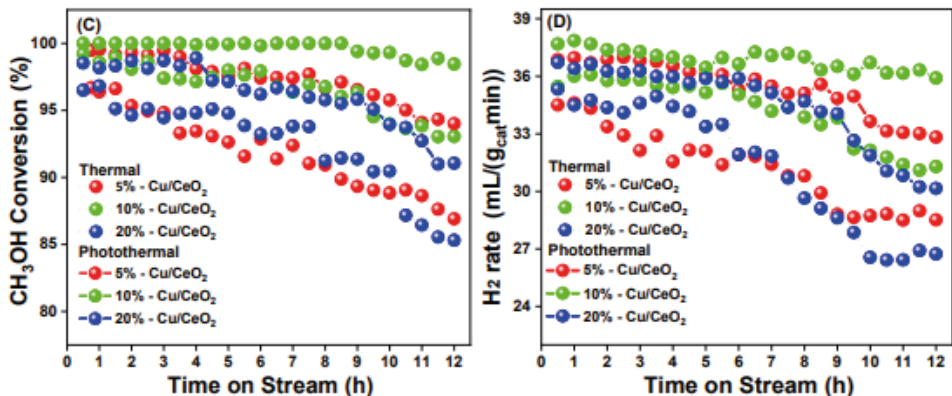 (C)
CH₃OH Conversion (%)
100
95
90
85
80
Thermal
5% - Cu/CeO₂
10% - Cu/CeO₂
20% - Cu/CeO₂
Photothermal
5% - Cu/CeO₂
10% - Cu/CeO₂
20% - Cu/CeO₂
0 1 2 3 4 5 6 7 8 9 10 11 12
Time on Stream (h)
(D)
H₂ rate (mL/(g_cat min)
39
36
33
30
27
24
Thermal
5% - Cu/CeO₂
10% - Cu/CeO₂
20% - Cu/CeO₂
Photothermal
5% - Cu/CeO₂
10% - Cu/CeO₂
20% - Cu/CeO₂
0 1 2 3 4 5 6 7 8 9 10 11 12
Time on Stream (h)